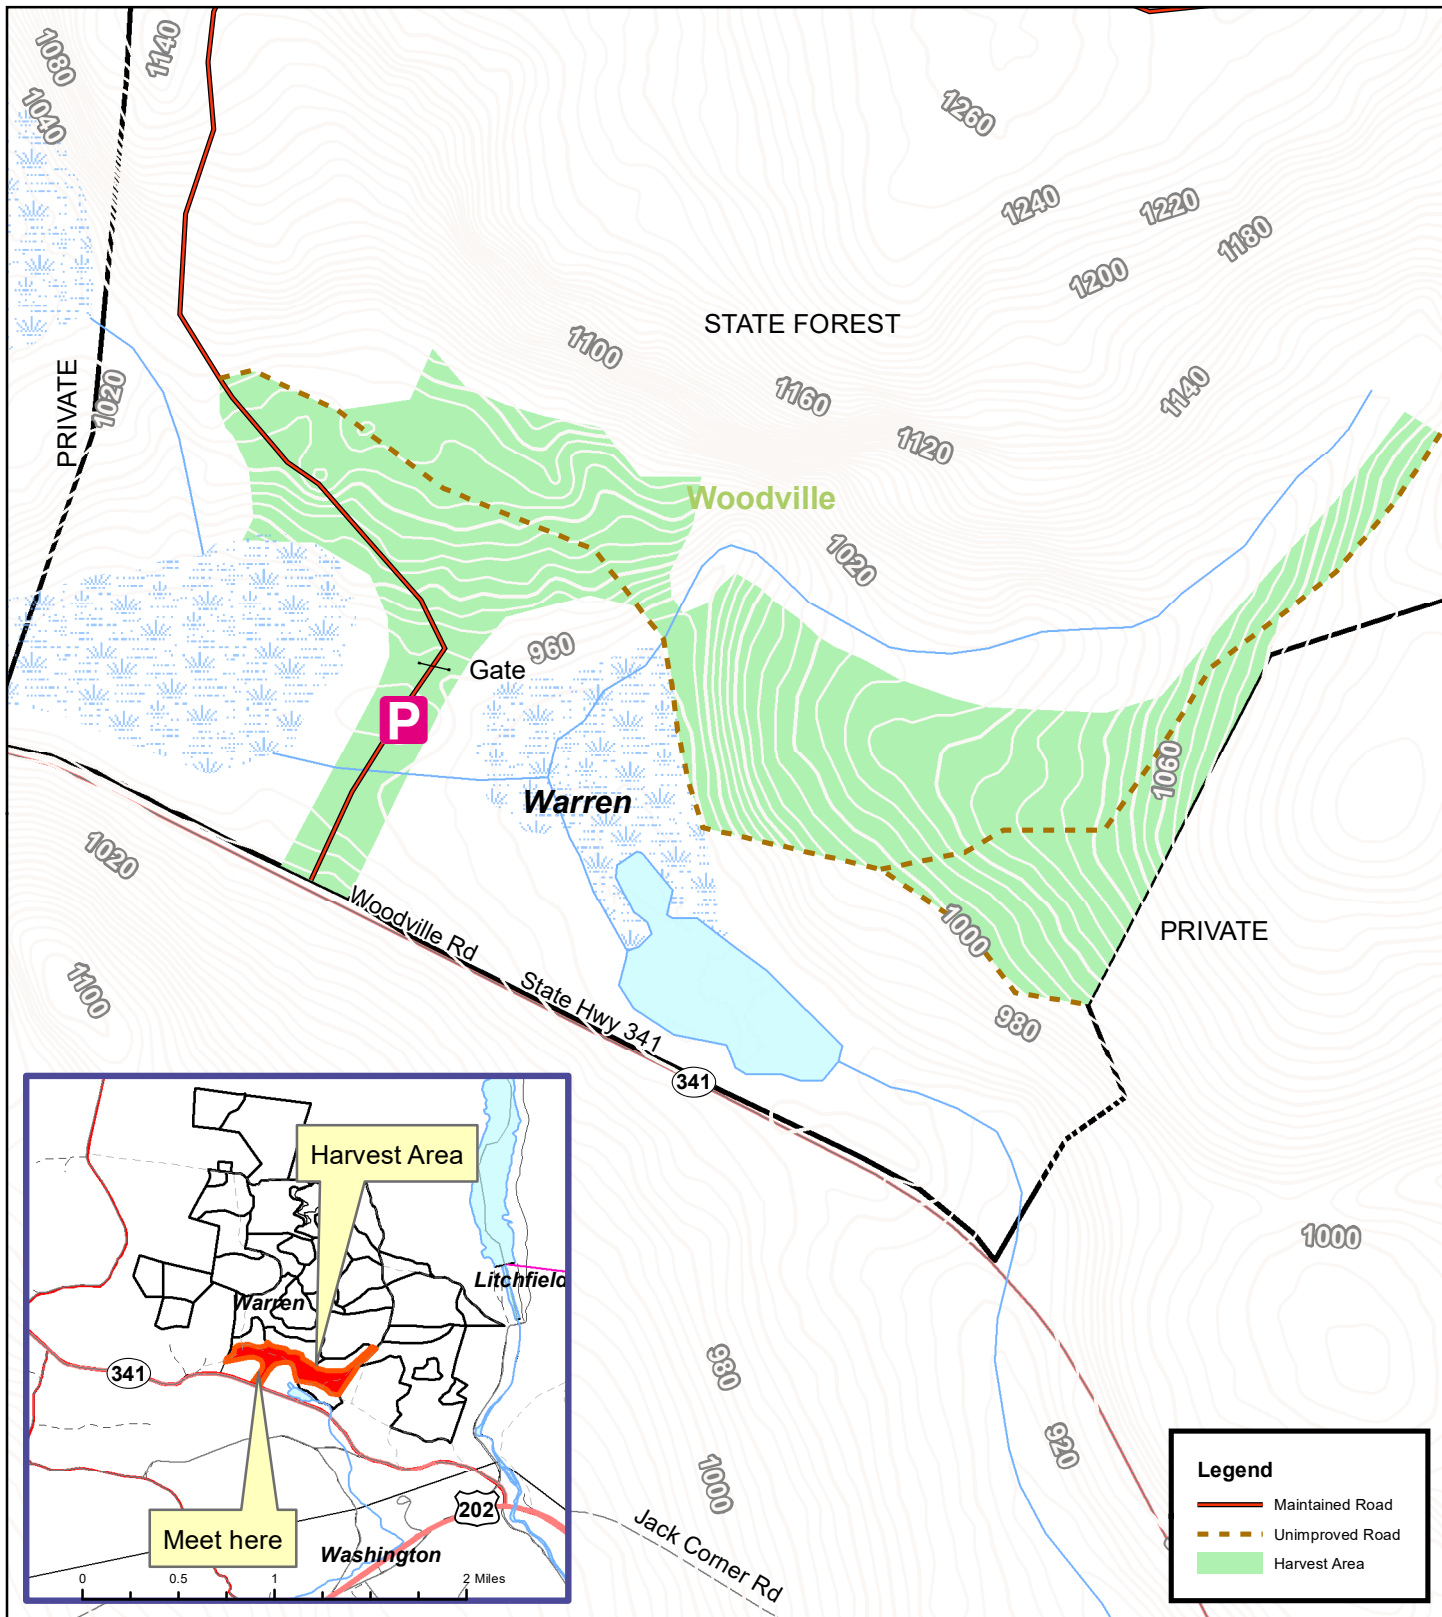 1080
1140
1040
1260
1240
1220
1180
1200
STATE FOREST
1100
PRIVATE
1020
1160
1140
1120
Woodville
1020
960
Gate
P
1060
Warren
1020
Woodville Rd
1000
PRIVATE
1100
State Hwy 341
980
341
Harvest Area
1000
Litchfield
Warren
341
980
202
1000
920
Meet here
Washington
Jack Corner Rd
0 0.5 1 2 Miles
Legend
Maintained Road
Unimproved Road
Harvest Area